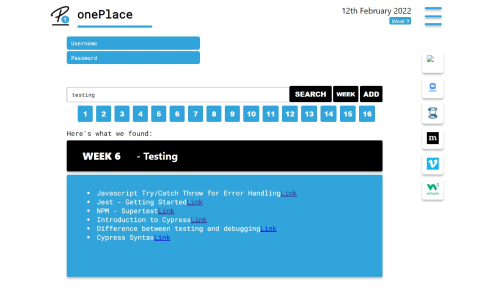 onePlace
12th February 2022
Week 9
Username
Password
testing
SEARCH WEEK ADD
1 2 3 4 5 6 7 8 9 10 11 12 13 14 15 16
Here's what we found:
WEEK 6 - Testing
Javascript Try/Catch Throw for Error HandlingLink
Jest - Getting StartedLink
NPM - SupertestLink
Introduction to CypressLink
Difference between testing and debuggingLink
Cypress SyntaxLink